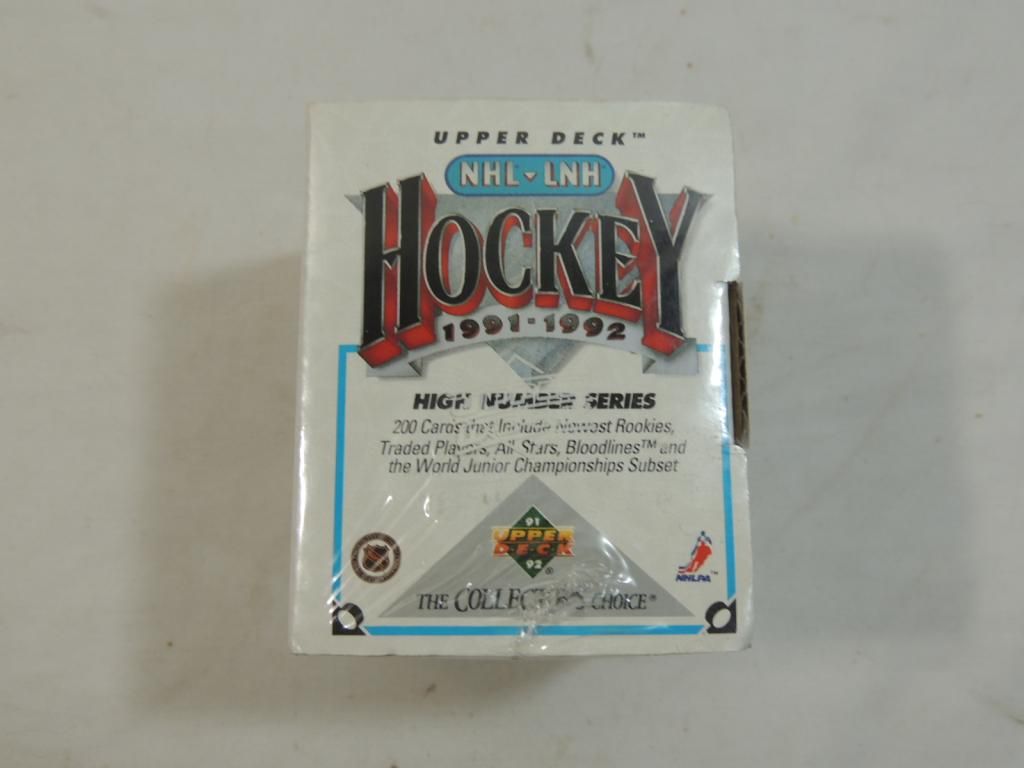 UPPER DECK™
NHL LNH
HOCKEY
1991-1992
HIGH NUMBER SERIES
200 Cards that Include Newest Rookies,
Traded Players, All Stars, Bloodlines™ and
the World Junior Championships Subset
91
UPPER
DECK
92 ®
NHLPA™
THE COLLECTOR'S CHOICE®